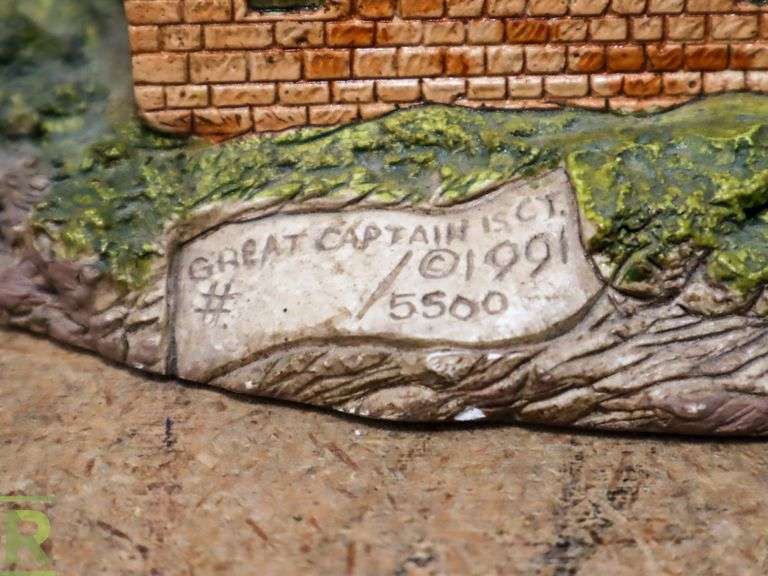 GREAT CAPTAIN IS CT.
/ ©1991
# 5500
R